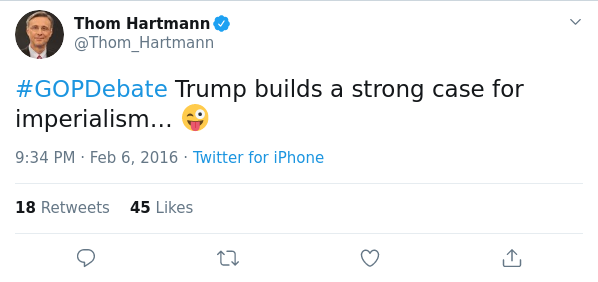 Thom Hartmann
@Thom_Hartmann
#GOPDebate Trump builds a strong case for
imperialism... 😜
9:34 PM · Feb 6, 2016 · Twitter for iPhone
18 Retweets 45 Likes